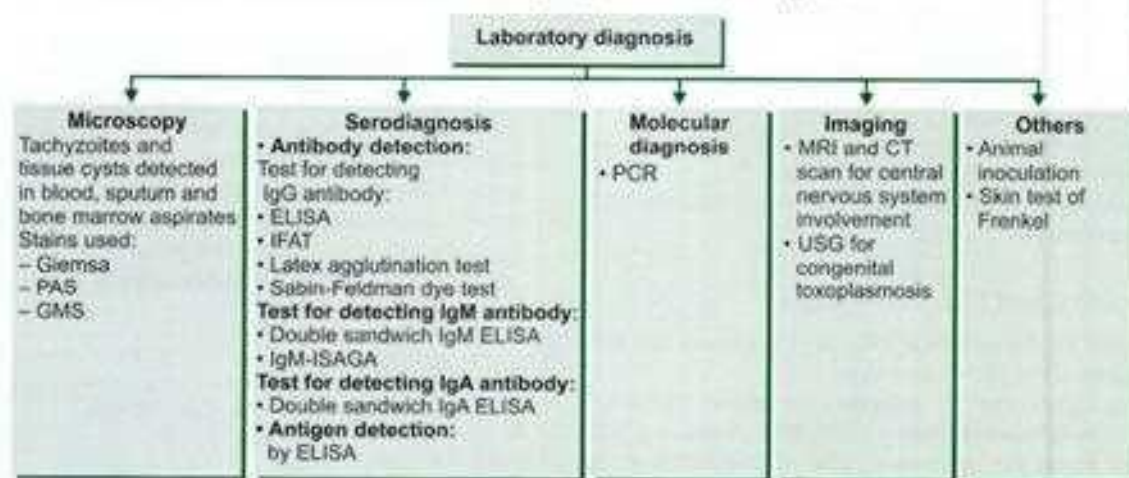 Laboratory diagnosis
Microscopy
Tachyzoites and
tissue cysts detected
in blood, sputum and
bone marrow aspirates
Stains used:
– Giemsa
– PAS
– GMS
Serodiagnosis
• Antibody detection:
Test for detecting
IgG antibody:
• ELISA
• IFAT
• Latex agglutination test
• Sabin-Feldman dye test
Test for detecting IgM antibody:
• Double sandwich IgM ELISA
• IgM-ISAGA
Test for detecting IgA antibody:
• Double sandwich IgA ELISA
• Antigen detection:
by ELISA
Molecular
diagnosis
• PCR
Imaging
• MRI and CT
scan for central
nervous system
involvement
• USG for
congenital
toxoplasmosis
Others
• Animal
inoculation
• Skin test of
Frenkel